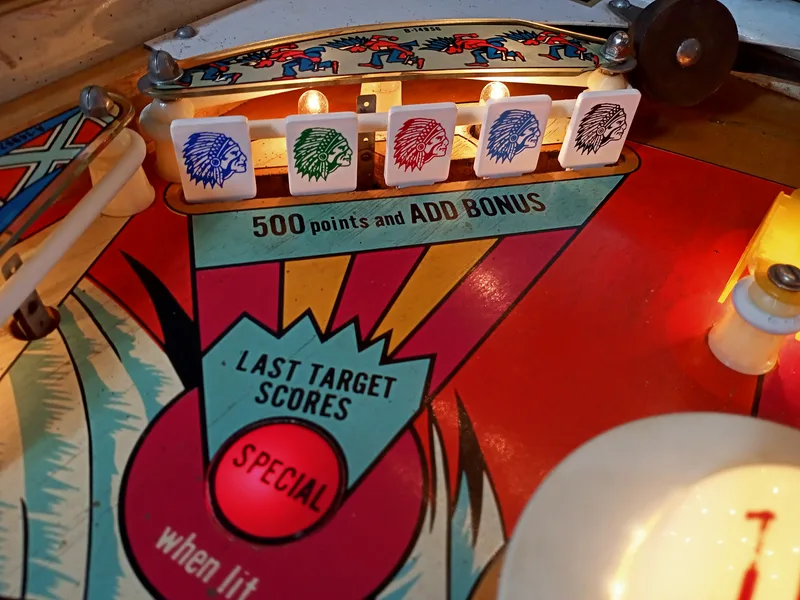 500 points and ADD BONUS
LAST TARGET
SCORES
SPECIAL
when lit